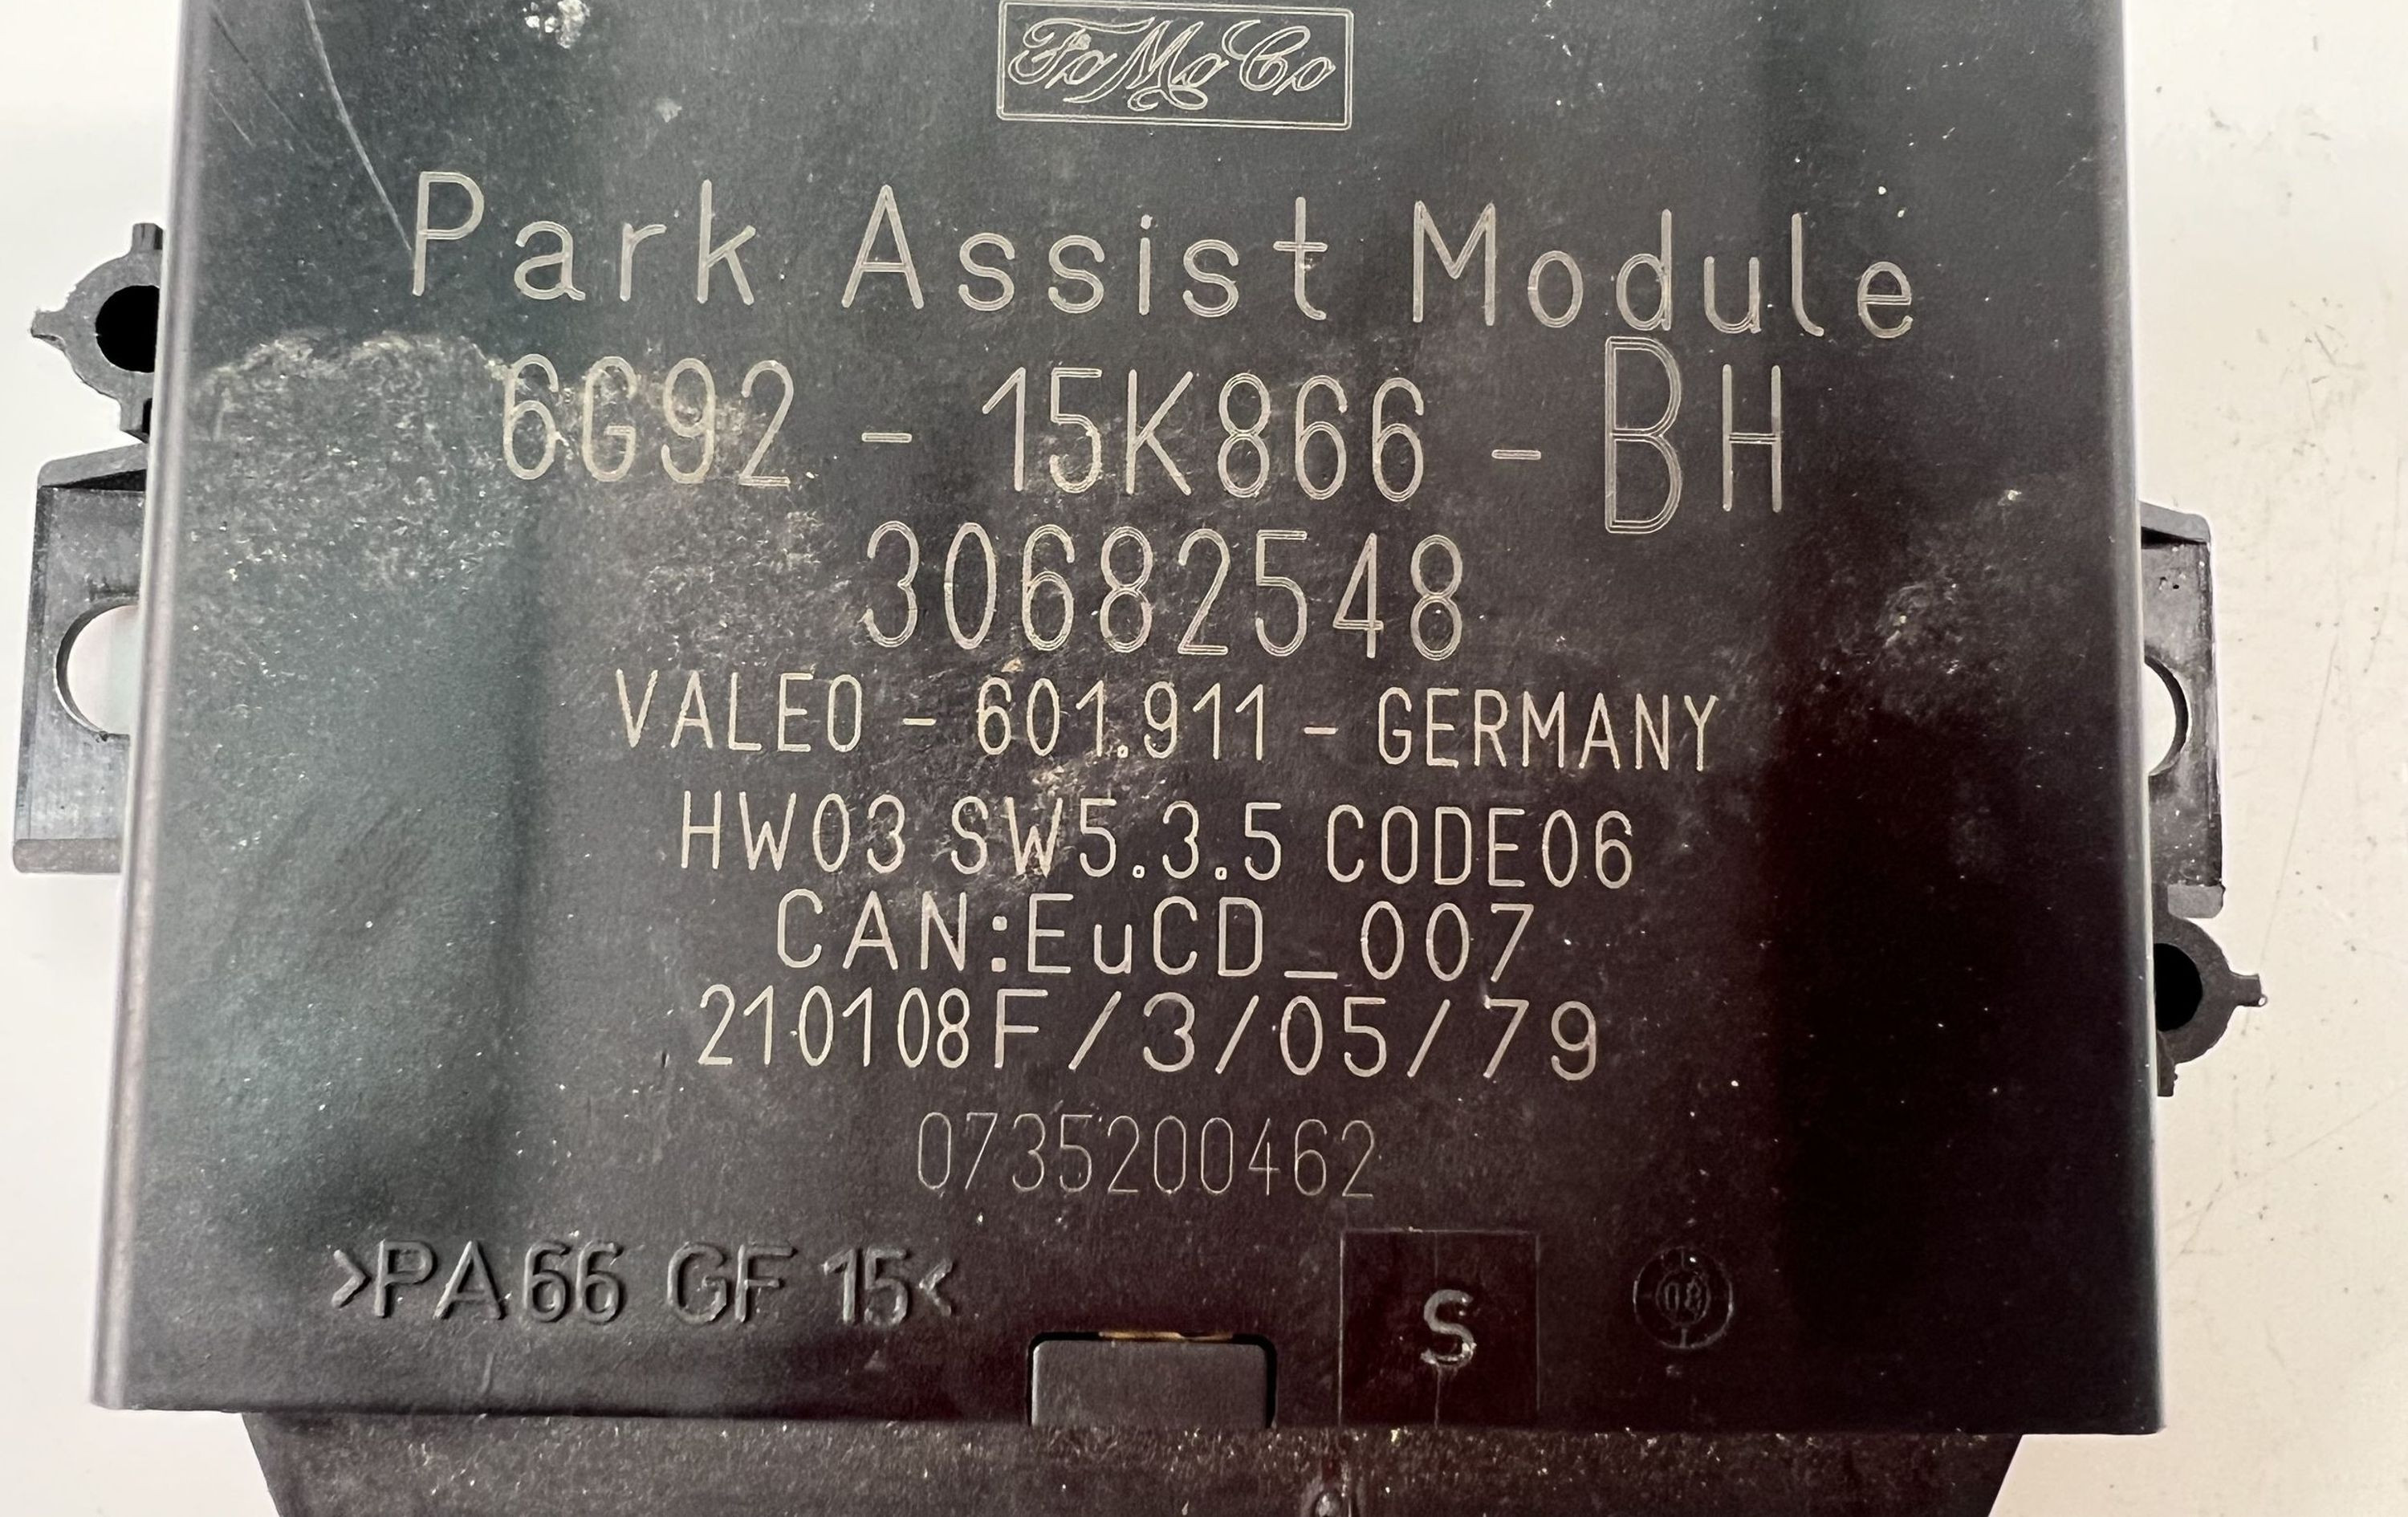 FoMoCo
Park Assist Module
6G92 - 15K866 - BH
30682548
VALEO - 601.911 - GERMANY
HW03 SW5.3.5 CODE06
CAN:EuCD_007
210108F/3/05/79
0735200462
>PA66 GF 15<
S
08